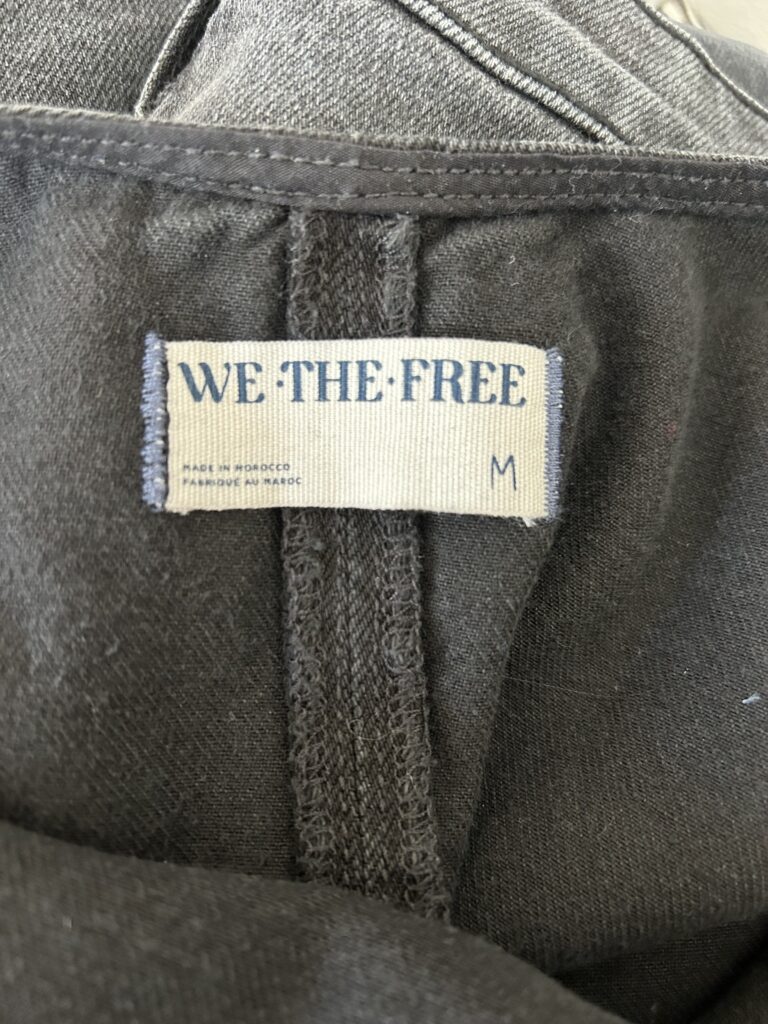 WE·THE·FREE
MADE IN MOROCCO
FABRIQUÉ AU MAROC
M